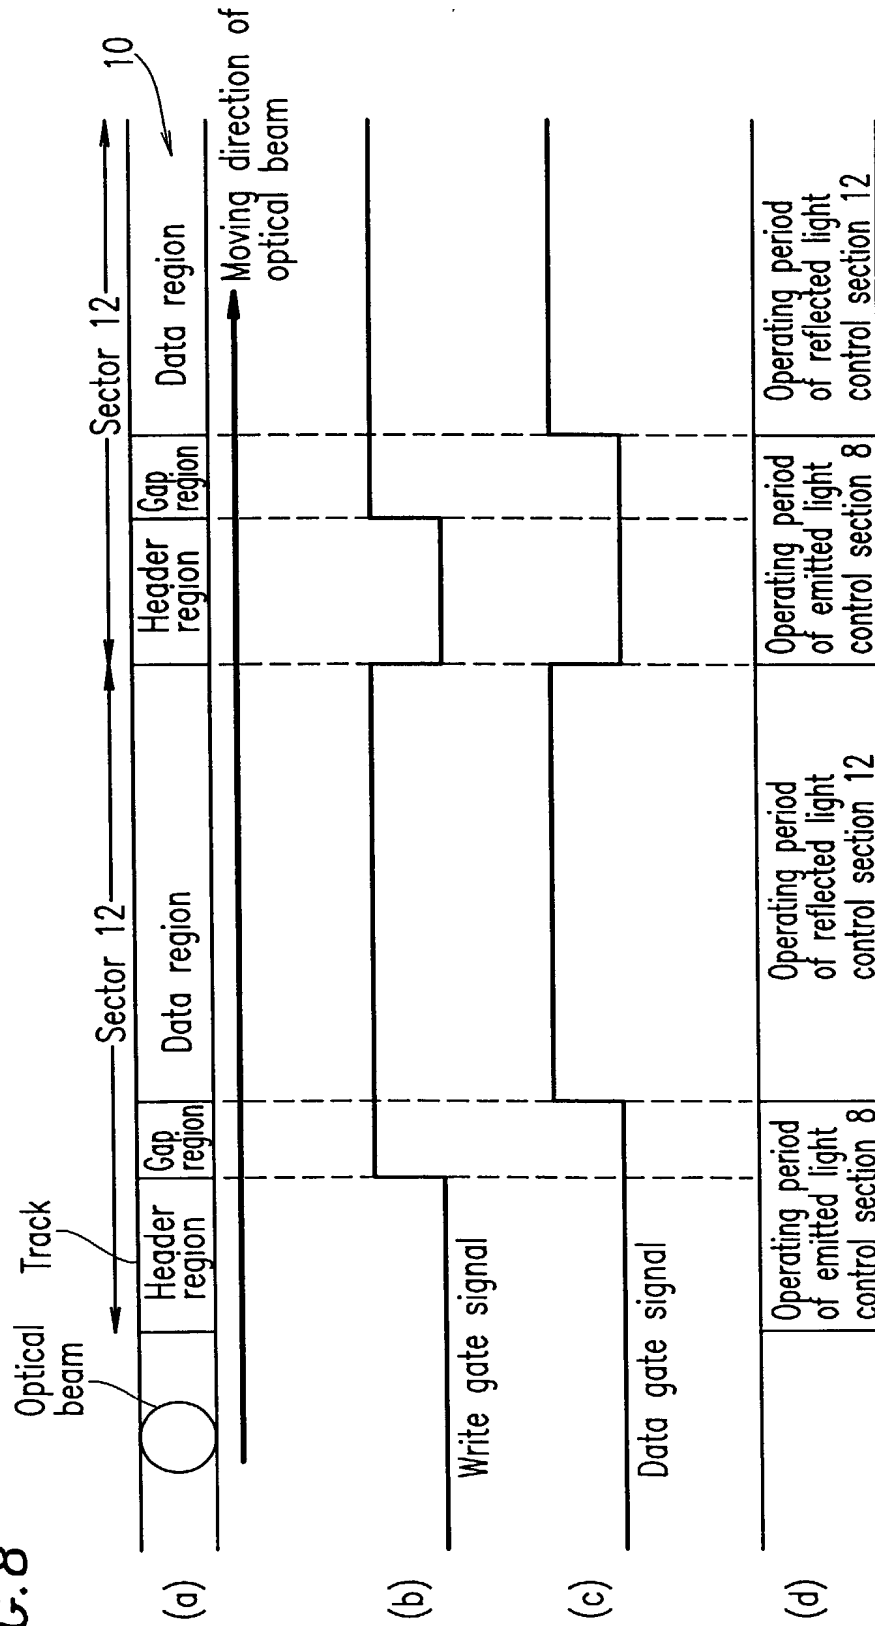 G.8
(a)
Optical
beam
Track
Sector 12
Sector 12
10
Header
region
Gap
region
Data region
Header
region
Gap
region
Data region
Moving direction of
optical beam
(b)
Write gate signal
(c)
Data gate signal
(d)
Operating period
of emitted light
control section 8
Operating period
of reflected light
control section 12
Operating period
of emitted light
control section 8
Operating period
of reflected light
control section 12